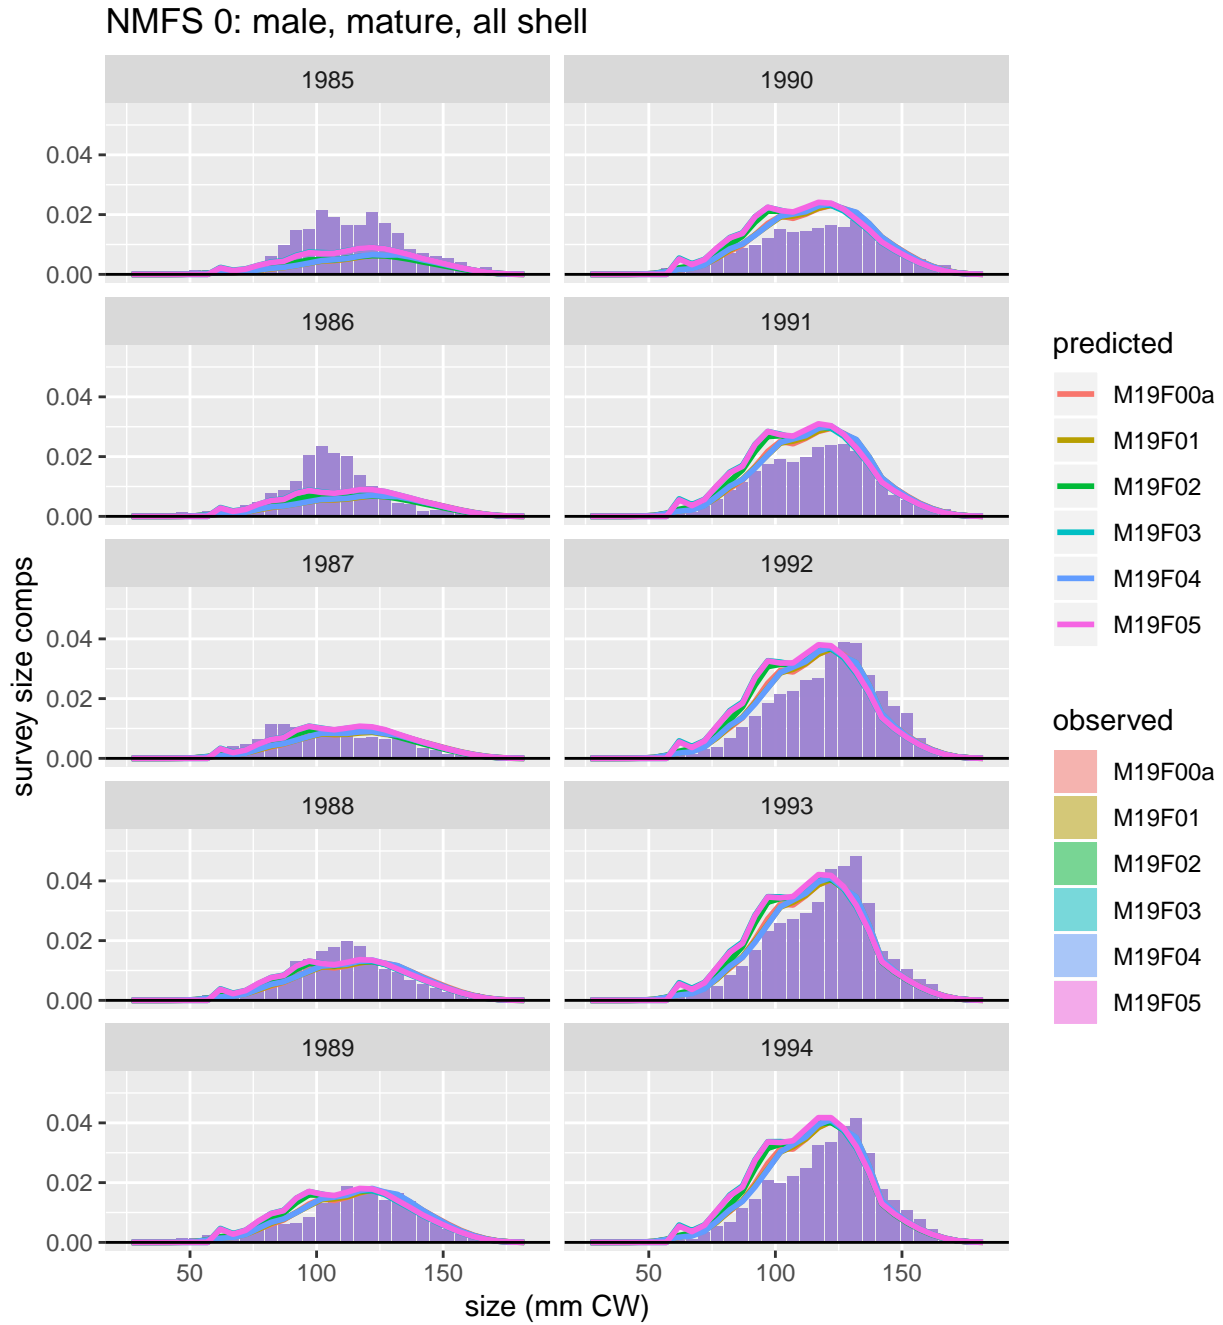 NMFS 0: male, mature, all shell
1985
1990
0.04
0.02
0.00
1986
1991
0.04
0.02
0.00
1987
1992
0.04
0.02
0.00
1988
1993
0.04
0.02
0.00
1989
1994
0.04
0.02
0.00
50
100
150
50
100
150
size (mm CW)
survey size comps
predicted
M19F00a
M19F01
M19F02
M19F03
M19F04
M19F05
observed
M19F00a
M19F01
M19F02
M19F03
M19F04
M19F05